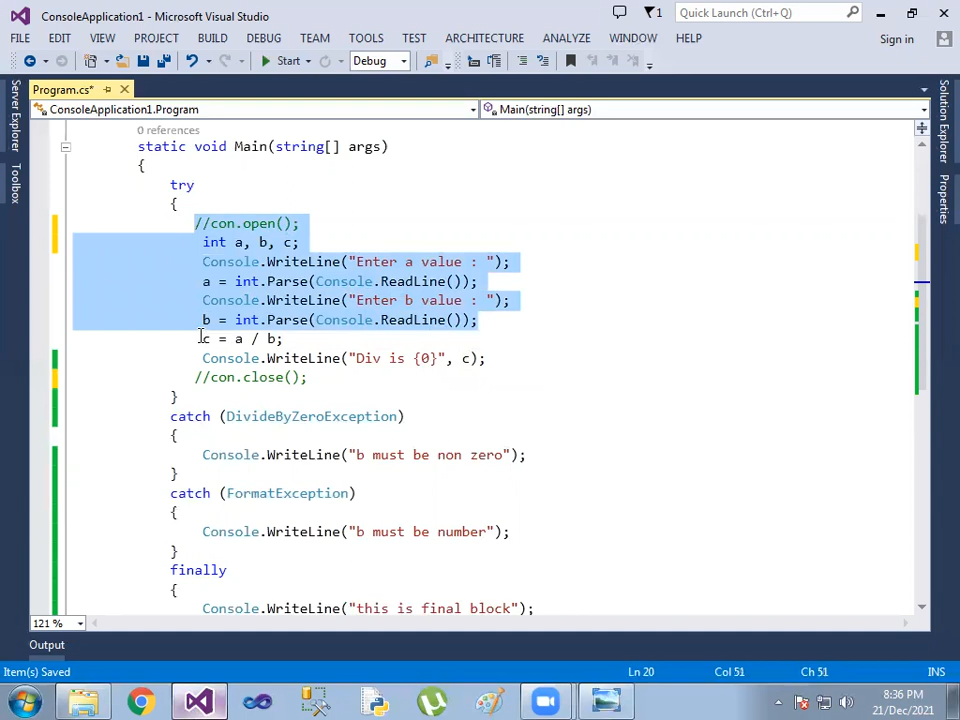 ConsoleApplication1 - Microsoft Visual Studio
1
Quick Launch (Ctrl+Q)
FILE EDIT VIEW PROJECT BUILD DEBUG TEAM TOOLS TEST ARCHITECTURE ANALYZE WINDOW HELP
Sign in
Start
Debug
Program.cs*
ConsoleApplication1.Program
Main(string[] args)
Server Explorer
Toolbox
Solution Explorer
Properties
0 references
static void Main(string[] args)
{
try
{
//con.open();
int a, b, c;
Console.WriteLine("Enter a value : ");
a = int.Parse(Console.ReadLine());
Console.WriteLine("Enter b value : ");
b = int.Parse(Console.ReadLine());
c = a / b;
Console.WriteLine("Div is {0}", c);
//con.close();
}
catch (DivideByZeroException)
{
Console.WriteLine("b must be non zero");
}
catch (FormatException)
{
Console.WriteLine("b must be number");
}
finally
{
Console.WriteLine("this is final block");
121 %
Output
Item(s) Saved
Ln 20
Col 51
Ch 51
INS
8:36 PM
21/Dec/2021